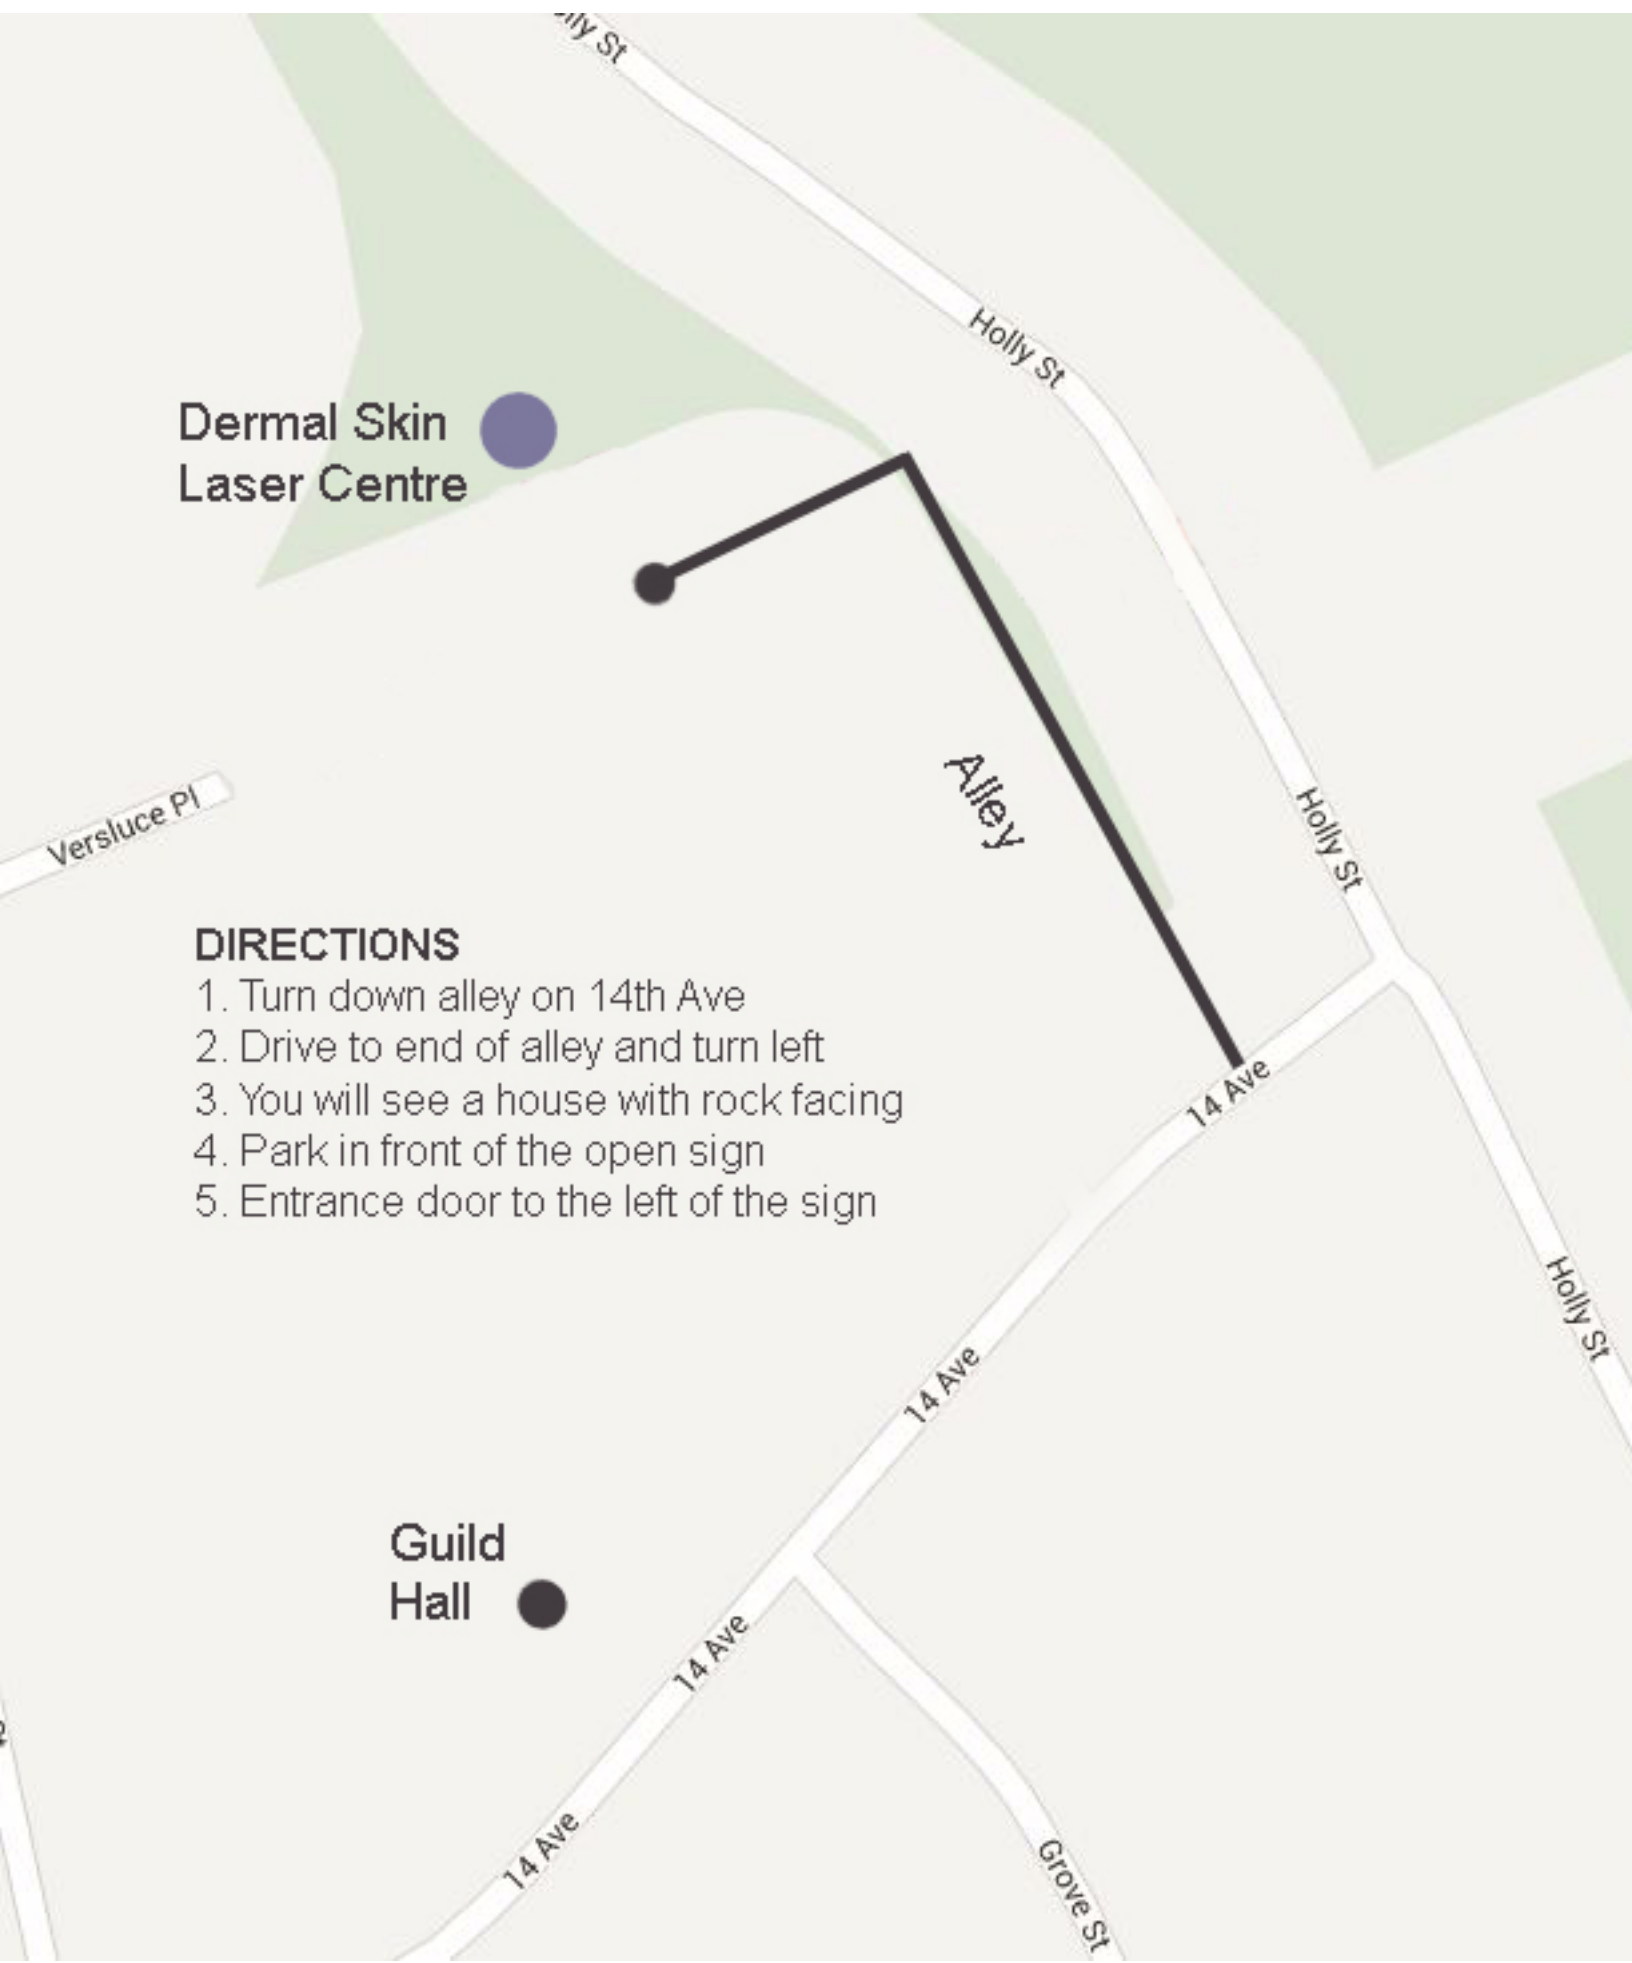 St
Holly St
Dermal Skin
Laser Centre
Alley
Versluce Pl
Holly St
DIRECTIONS
1. Turn down alley on 14th Ave
2. Drive to end of alley and turn left
3. You will see a house with rock facing
4. Park in front of the open sign
5. Entrance door to the left of the sign
14 Ave
Holly St
14 Ave
Guild
Hall
14 Ave
14 Ave
Grove St